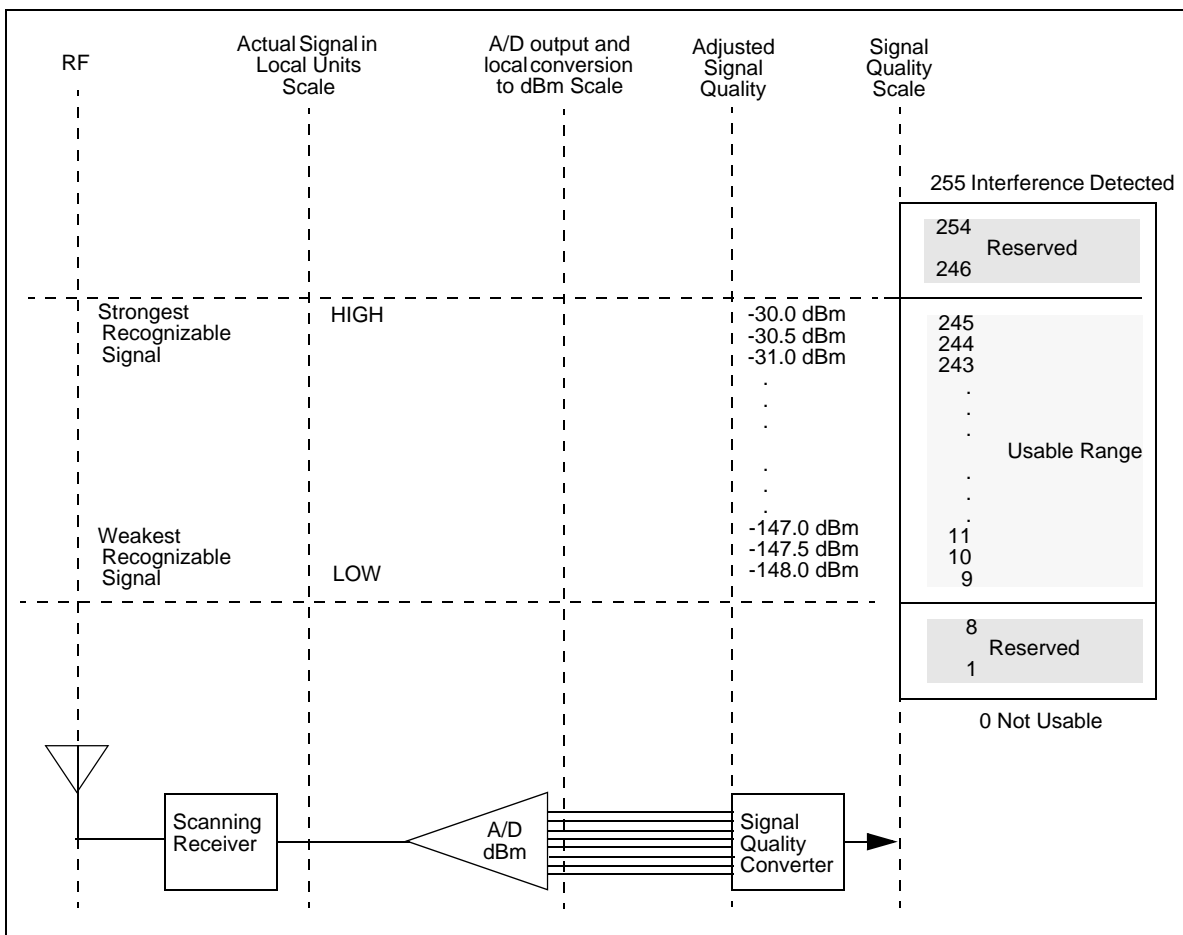 RF
Actual Signal in
Local Units
Scale
A/D output and
local conversion
to dBm Scale
Adjusted
Signal
Quality
Signal
Quality
Scale
255 Interference Detected
254
Reserved
246
Strongest
Recognizable
Signal
HIGH
-30.0 dBm
-30.5 dBm
-31.0 dBm
.
.
.
.
.
.
245
244
243
.
.
.
Usable Range
.
.
.
Weakest
Recognizable
Signal
LOW
-147.0 dBm
-147.5 dBm
-148.0 dBm
11
10
9
8
Reserved
1
0 Not Usable
Scanning
Receiver
A/D
dBm
Signal
Quality
Converter